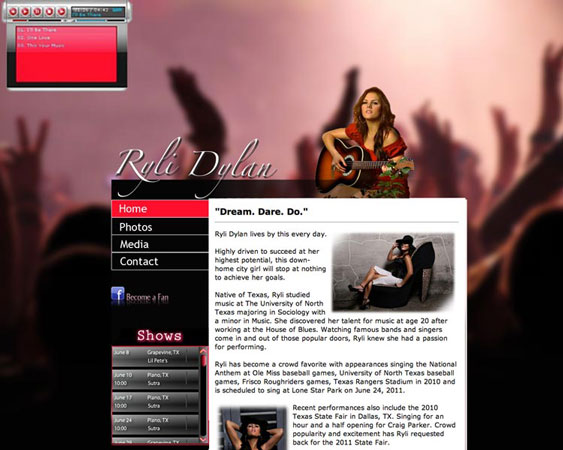 I'll Be There
01. I'll Be There
02. One Love
03. This Your Music
Ryli Dylan
Home
Photos
Media
Contact
Become a Fan
Shows
June 8 Grapevine, TX
Lil Pete's
June 10 Plano, TX
10:00 Sutra
June 17 Plano, TX
10:00 Sutra
June 24 Plano, TX
10:00 Sutra
"Dream. Dare. Do."
Ryli Dylan lives by this every day.
Highly driven to succeed at her
highest potential, this down-
home city girl will stop at nothing
to achieve her goals.
Native of Texas, Ryli studied
music at The University of North
Texas majoring in Sociology with
a minor in Music. She discovered her talent for music at age 20 after
working at the House of Blues. Watching famous bands and singers
come in and out of those popular doors, Ryli knew she had a passion
for performing.
Ryli has become a crowd favorite with appearances singing the National
Anthem at Ole Miss baseball games, University of North Texas baseball
games, Frisco Roughriders games, Texas Rangers Stadium in 2010 and
is scheduled to sing at Lone Star Park on June 24, 2011.
Recent performances also include the 2010
Texas State Fair in Dallas, TX. Singing for an
hour and a half opening for Craig Parker. Crowd
popularity and excitement has Ryli requested
back for the 2011 State Fair.